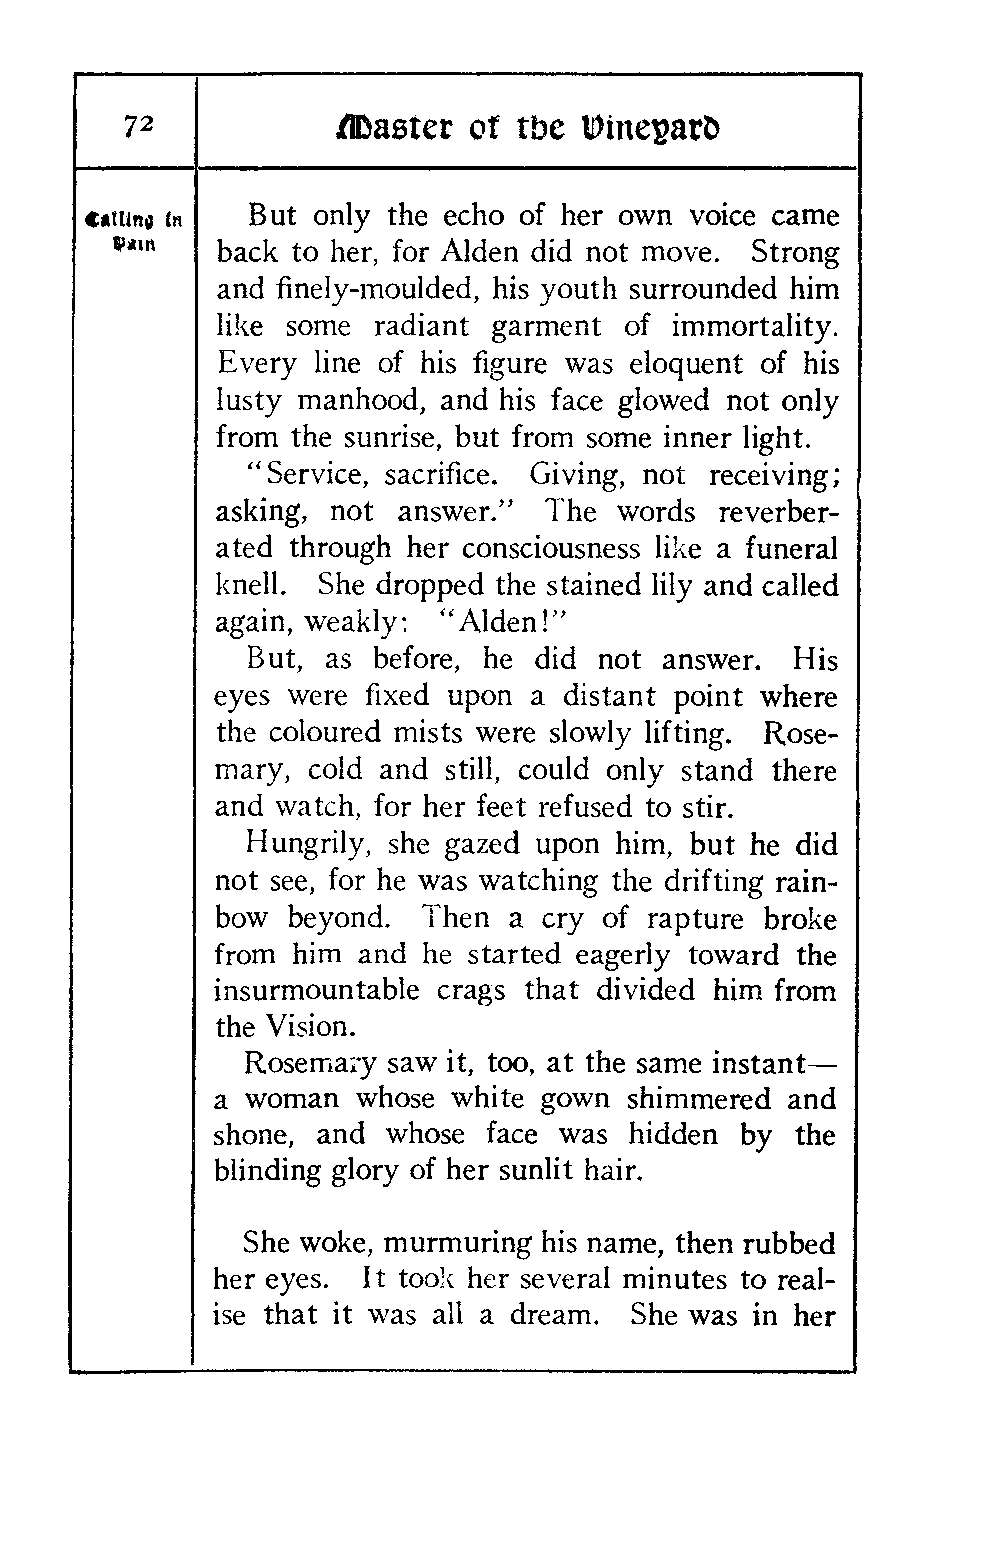 72
Master of the Vineyard
Calling in
Vain
But only the echo of her own voice came
back to her, for Alden did not move. Strong
and finely-moulded, his youth surrounded him
like some radiant garment of immortality.
Every line of his figure was eloquent of his
lusty manhood, and his face glowed not only
from the sunrise, but from some inner light.
"Service, sacrifice. Giving, not receiving;
asking, not answer." The words reverber-
ated through her consciousness like a funeral
knell. She dropped the stained lily and called
again, weakly: "Alden!"
But, as before, he did not answer. His
eyes were fixed upon a distant point where
the coloured mists were slowly lifting. Rose-
mary, cold and still, could only stand there
and watch, for her feet refused to stir.
Hungrily, she gazed upon him, but he did
not see, for he was watching the drifting rain-
bow beyond. Then a cry of rapture broke
from him and he started eagerly toward the
insurmountable crags that divided him from
the Vision.
Rosemary saw it, too, at the same instant—
a woman whose white gown shimmered and
shone, and whose face was hidden by the
blinding glory of her sunlit hair.
She woke, murmuring his name, then rubbed
her eyes. It took her several minutes to real-
ise that it was all a dream. She was in her